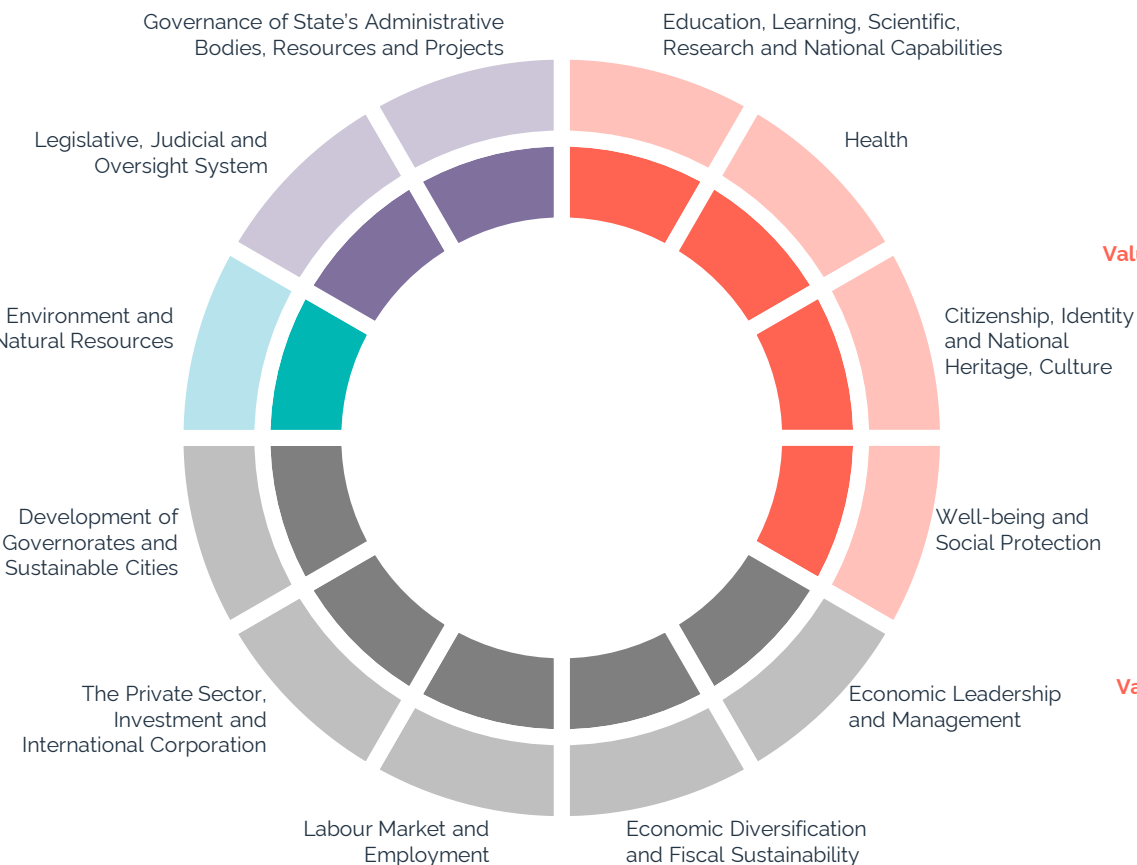 Governance of State's Administrative
Bodies, Resources and Projects
Education, Learning, Scientific,
Research and National Capabilities
Legislative, Judicial and
Oversight System
Health
Environment and
Natural Resources
Citizenship, Identity
and National
Heritage, Culture
Development of
Governorates and
Sustainable Cities
Well-being and
Social Protection
The Private Sector,
Investment and
International Corporation
Economic Leadership
and Management
Labour Market and
Employment
Economic Diversification
and Fiscal Sustainability